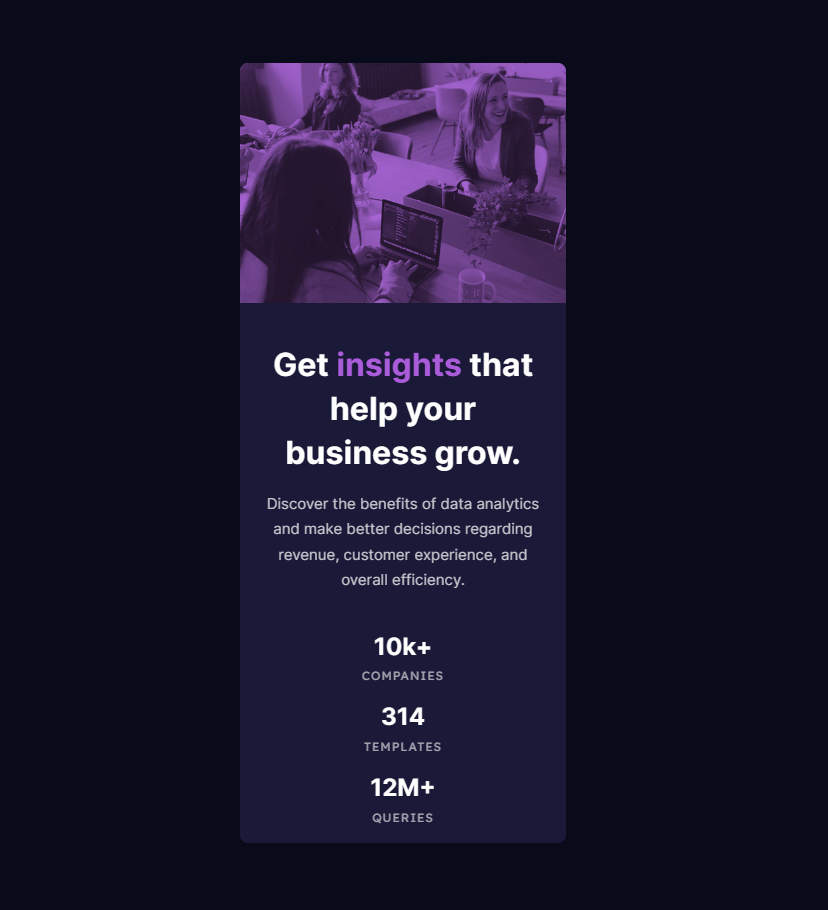 Get insights that
help your
business grow.
Discover the benefits of data analytics
and make better decisions regarding
revenue, customer experience, and
overall efficiency.
10k+
COMPANIES
314
TEMPLATES
12M+
QUERIES